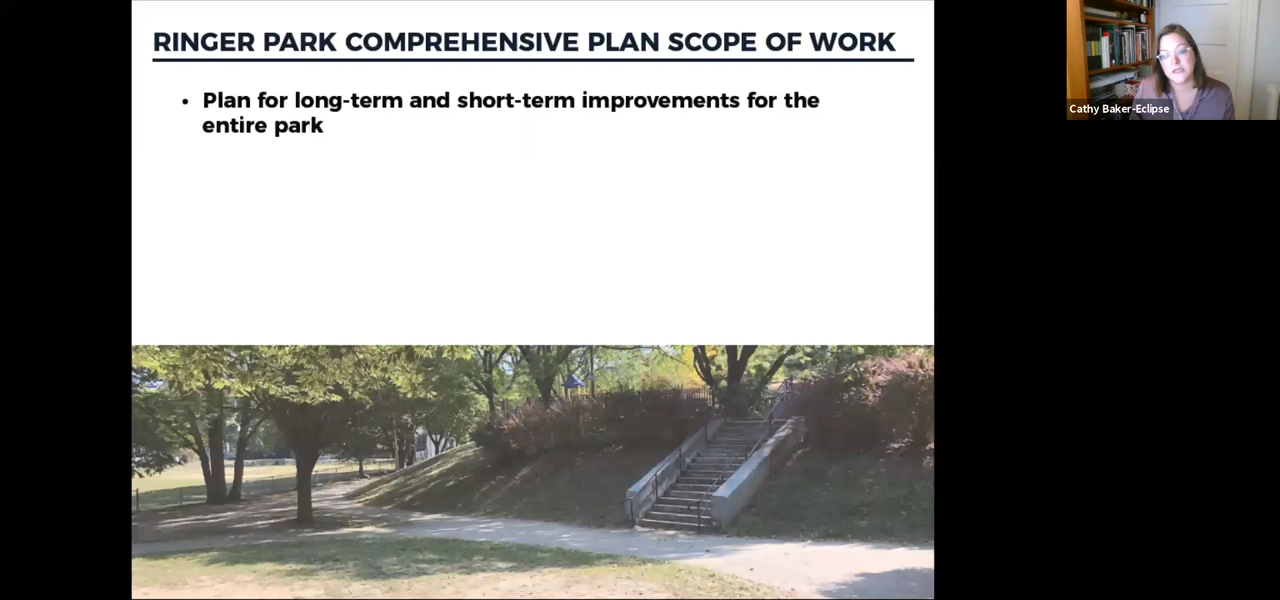 RINGER PARK COMPREHENSIVE PLAN SCOPE OF WORK
• Plan for long-term and short-term improvements for the
entire park
Cathy Baker-Eclipse